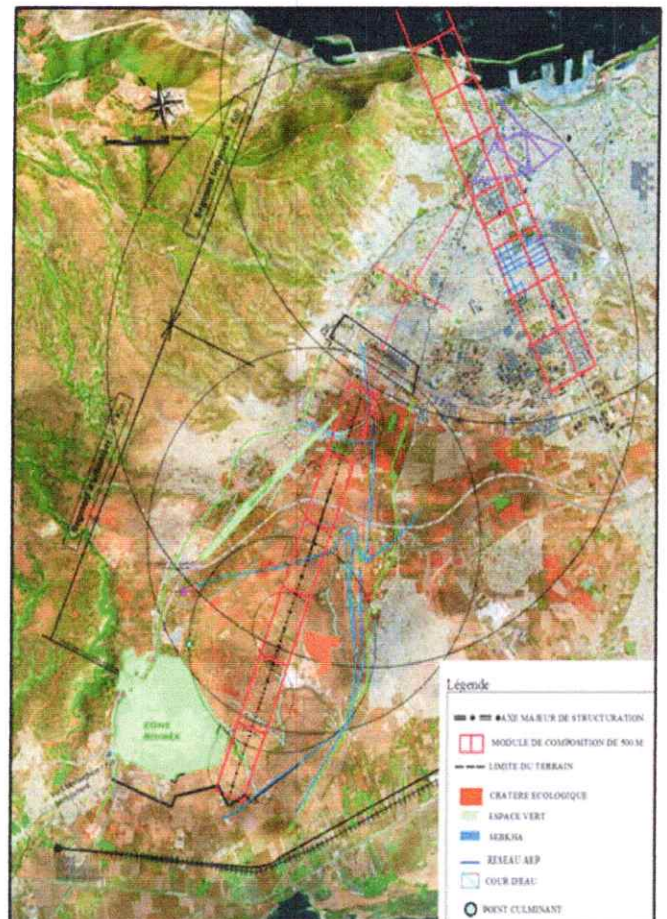 ZONE
Légende
AXE MAJEUR DE STRUCTURATION
MODULE DE COMPOSITION DE 500 M
LIMITE DU TERRAIN
CRATERE ECOLOGIQUE
ESPACE VERT
SEBKHA
RESEAU AEP
COUR D'EAU
POINT CULMINANT